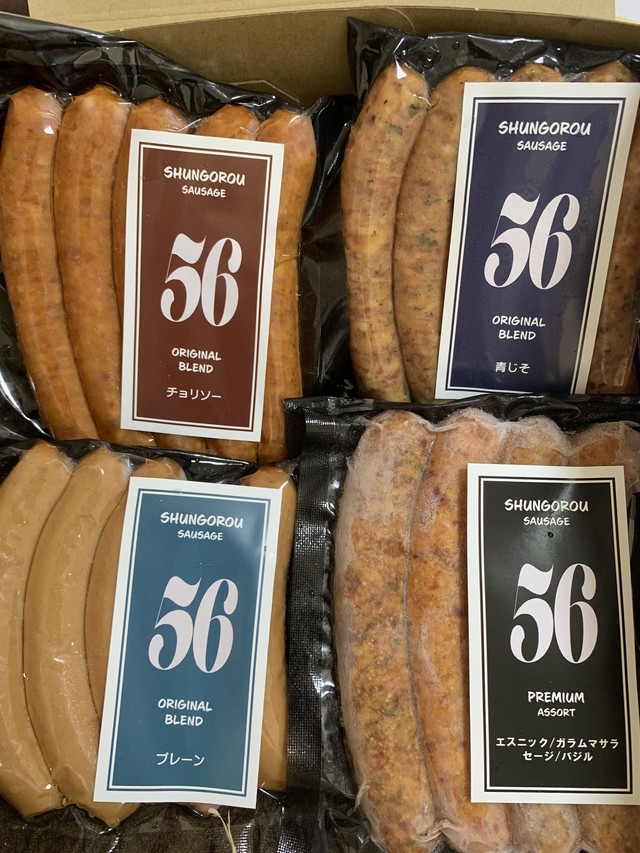 SHUNGOROU
SAUSAGE
56
ORIGINAL
BLEND
チョリソー
SHUNGOROU
SAUSAGE
56
ORIGINAL
BLEND
青じそ
SHUNGOROU
SAUSAGE
56
ORIGINAL
BLEND
プレーン
SHUNGOROU
SAUSAGE
56
PREMIUM
ASSORT
エスニック/ガラムマサラ
セージ/バジル